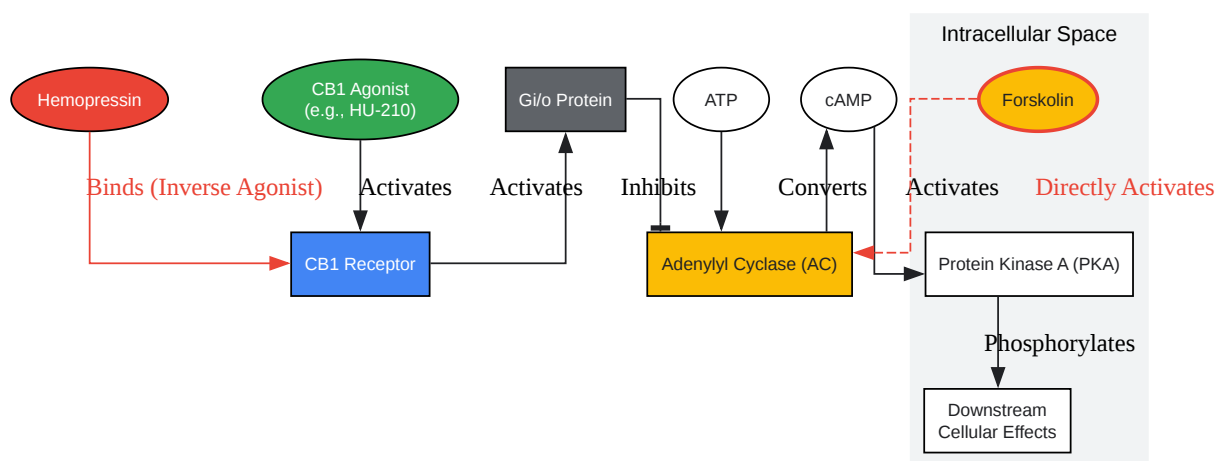 Intracellular Space
Hemopressin
CB1 Agonist
(e.g., HU-210)
Gi/o Protein
ATP
cAMP
Forskolin
Binds (Inverse Agonist)
Activates
Activates
Inhibits
Converts
Activates
Directly Activates
CB1 Receptor
Adenylyl Cyclase (AC)
Protein Kinase A (PKA)
Phosphorylates
Downstream
Cellular Effects